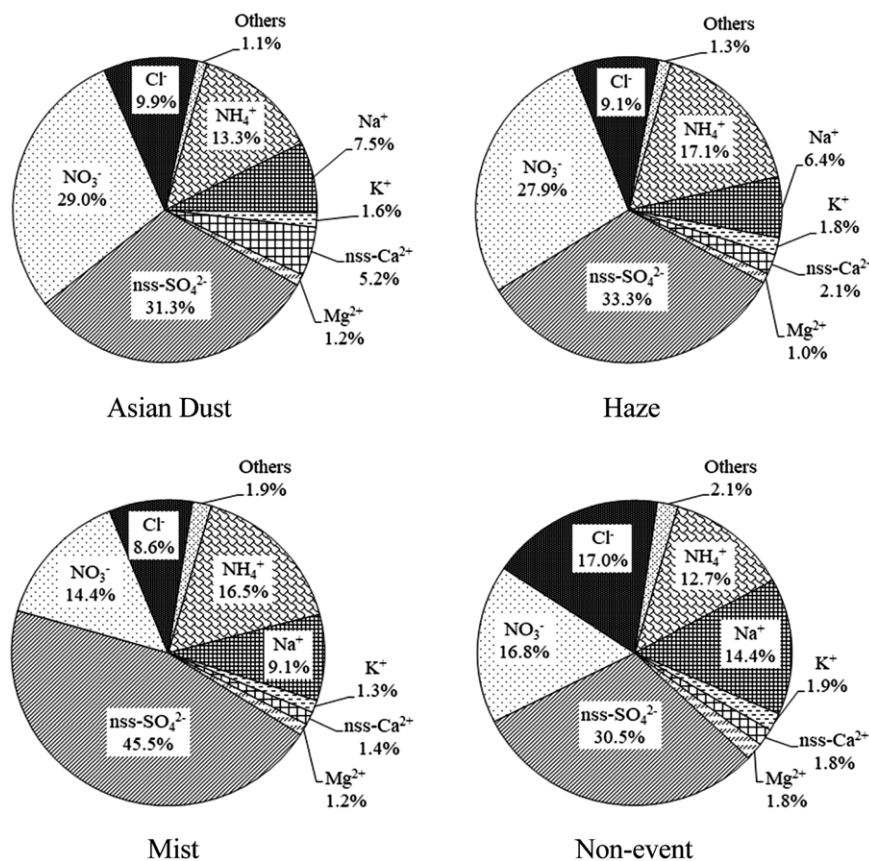 Others
1.1%
Cl⁻
9.9%
NH₄⁺
13.3%
Na⁺
7.5%
K⁺
1.6%
nss-Ca²⁺
5.2%
Mg²⁺
1.2%
nss-SO₄²⁻
31.3%
NO₃⁻
29.0%
Asian Dust
Others
1.3%
Cl⁻
9.1%
NH₄⁺
17.1%
Na⁺
6.4%
K⁺
1.8%
nss-Ca²⁺
2.1%
Mg²⁺
1.0%
nss-SO₄²⁻
33.3%
NO₃⁻
27.9%
Haze
Others
1.9%
Cl⁻
8.6%
NH₄⁺
16.5%
Na⁺
9.1%
K⁺
1.3%
nss-Ca²⁺
1.4%
Mg²⁺
1.2%
nss-SO₄²⁻
45.5%
NO₃⁻
14.4%
Mist
Others
2.1%
Cl⁻
17.0%
NH₄⁺
12.7%
Na⁺
14.4%
K⁺
1.9%
nss-Ca²⁺
1.8%
Mg²⁺
1.8%
nss-SO₄²⁻
30.5%
NO₃⁻
16.8%
Non-event